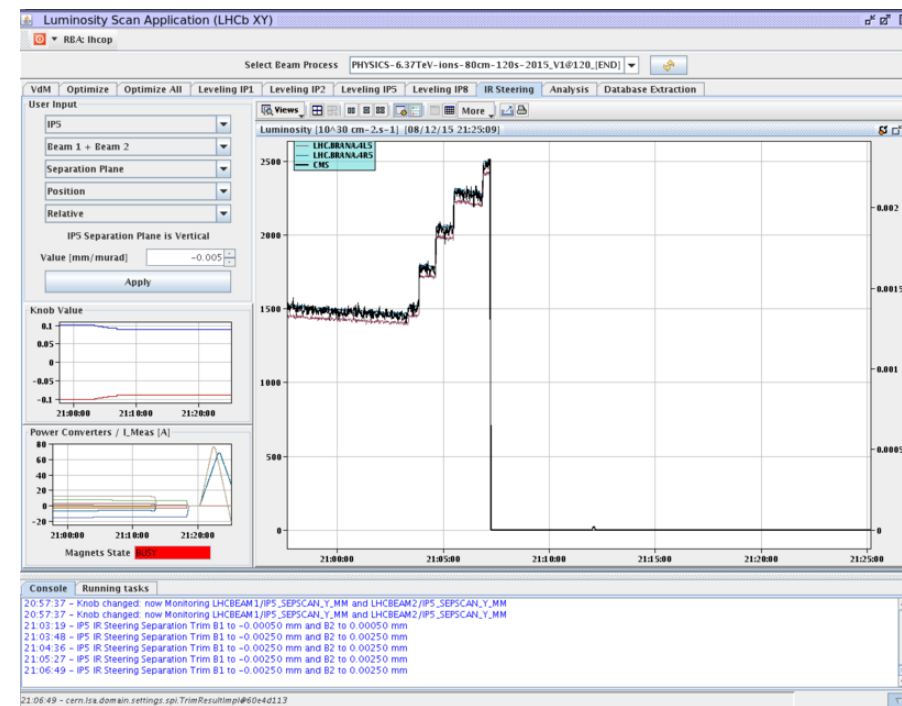 Luminosity Scan Application (LHCb XY)
RBA: lhcop
Select Beam Process PHYSICS-6.37TeV-ions-80cm-120s-2015_V1@120_[END]
VdM Optimize Optimize All Leveling IP1 Leveling IP2 Leveling IP5 Leveling IP8 IR Steering Analysis Database Extraction
User Input
IP5
Beam 1 + Beam 2
Separation Plane
Position
Relative
IP5 Separation Plane is Vertical
Value [mm/murad] -0.005
Apply
Knob Value
0.1
0.05
0
-0.05
-0.1
21:00:00 21:10:00 21:20:00
Power Converters / I_Meas [A]
80
60
40
20
0
-20
21:00:00 21:10:00 21:20:00
Magnets State BUSY
Views More
Luminosity [10^30 cm-2.s-1] [08/12/15 21:25:09]
LHC.BRANA.4L5
LHC.BRANA.4R5
CMS
2500
2000
1500
1000
500
0
0.002
0.0015
0.001
0.0005
0
21:00:00 21:05:00 21:10:00 21:15:00 21:20:00 21:25:00
Console Running tasks
20:57:37 - Knob changed: now Monitoring LHCBEAM1/IP5_SEPSCAN_Y_MM and LHCBEAM2/IP5_SEPSCAN_Y_MM
20:57:37 - Knob changed: now Monitoring LHCBEAM1/IP5_SEPSCAN_Y_MM and LHCBEAM2/IP5_SEPSCAN_Y_MM
21:03:19 - IP5 IR Steering Separation Trim B1 to -0.00050 mm and B2 to 0.00050 mm
21:03:48 - IP5 IR Steering Separation Trim B1 to -0.00250 mm and B2 to 0.00250 mm
21:04:36 - IP5 IR Steering Separation Trim B1 to -0.00250 mm and B2 to 0.00250 mm
21:05:27 - IP5 IR Steering Separation Trim B1 to -0.00250 mm and B2 to 0.00250 mm
21:06:49 - IP5 IR Steering Separation Trim B1 to -0.00250 mm and B2 to 0.00250 mm
21:06:49 - cern.lsa.domain.settings.spi.TrimResultImpl@60e4d113